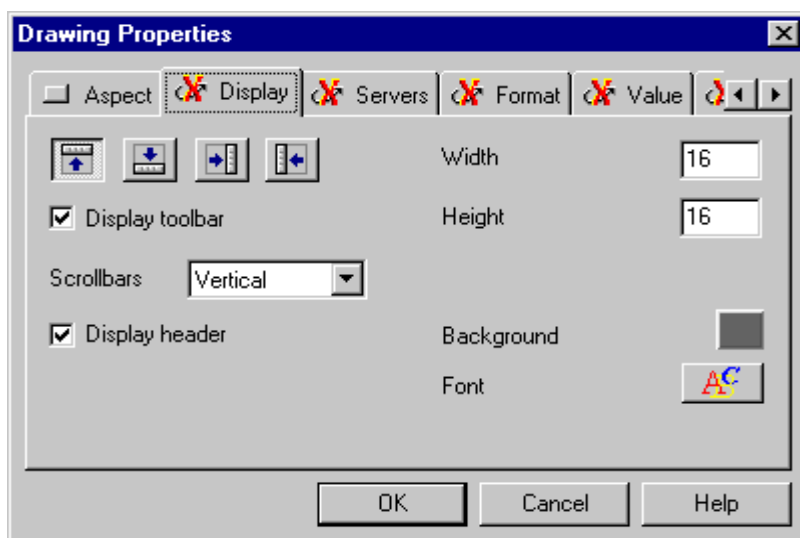 Drawing Properties
Aspect Display Servers Format Value
Width 16
Display toolbar Height 16
Scrollbars Vertical
Display header Background
Font
OK Cancel Help